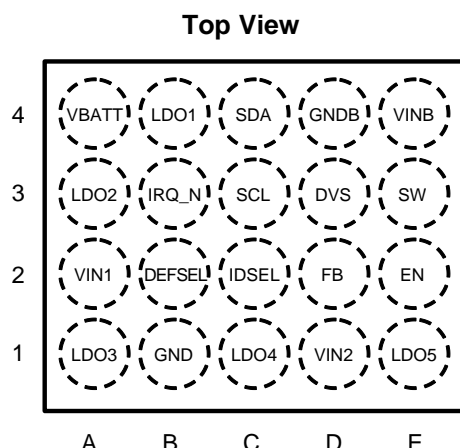 Top View
4 VBATT LDO1 SDA GNDB VINB
3 LDO2 IRQ_N SCL DVS SW
2 VIN1 DEFSEL IDSEL FB EN
1 LDO3 GND LDO4 VIN2 LDO5
A B C D E